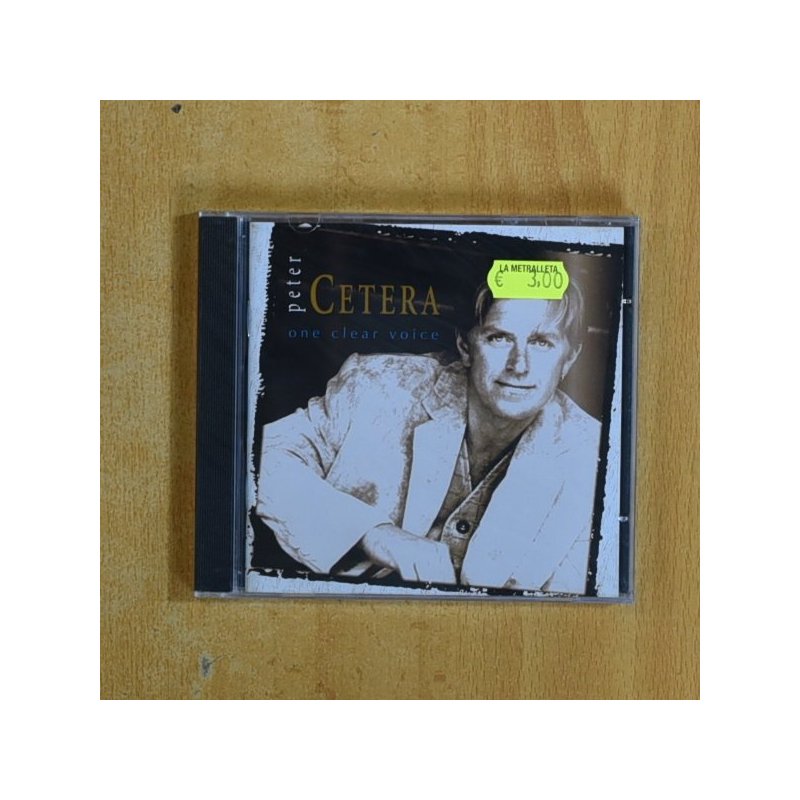 peter
CETERA
one clear voice
LA METRALLETA
€ 3,00